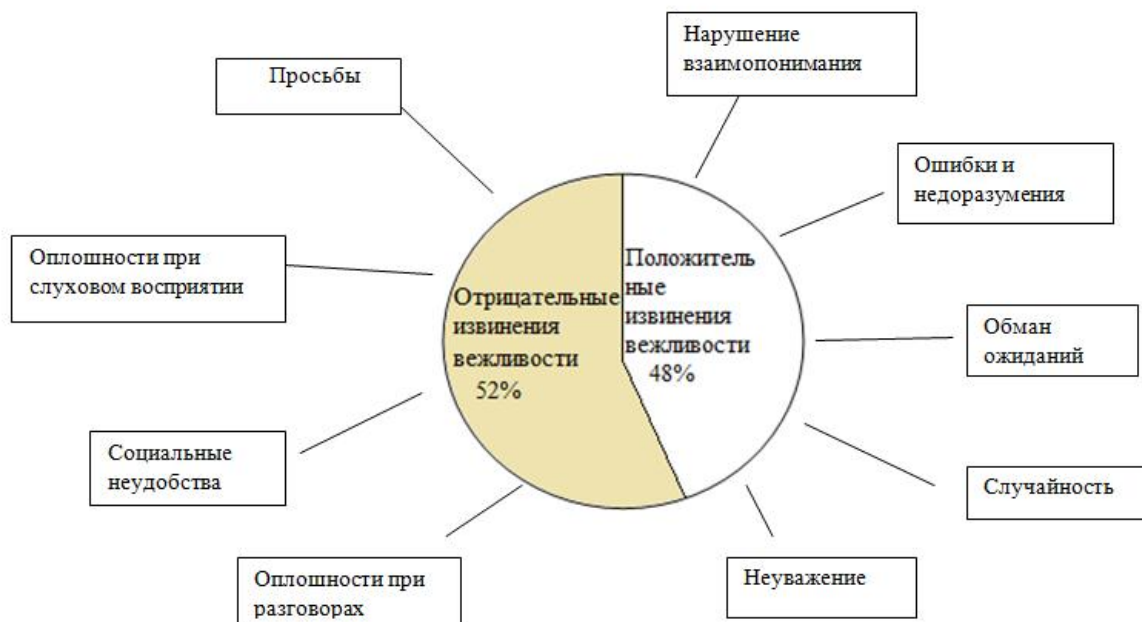 Нарушение
взаимопонимания
Просьбы
Ошибки и
недоразумения
Оплошности при
слуховом восприятии
Положитель
ные
извинения
вежливости
48%
Отрицательные
извинения
вежливости
52%
Обман
ожиданий
Социальные
неудобства
Случайность
Оплошности при
разговорах
Неуважение